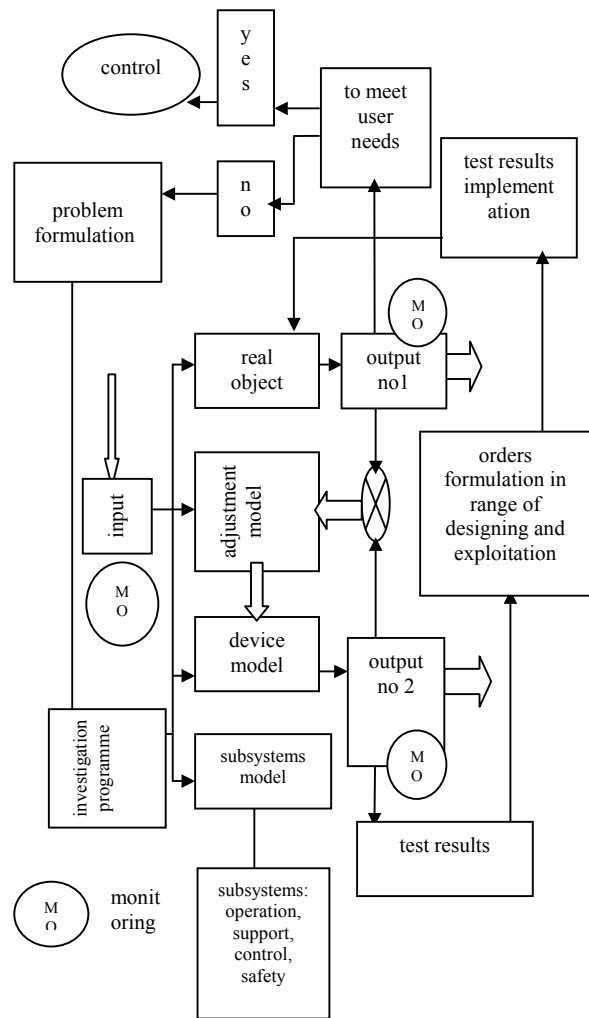 control
y
e
s
to meet
user
needs
test results
implement
ation
n
o
problem
formulation
M
O
real
object
output
no1
orders
formulation in
range of
designing and
exploitation
adjustment
model
input
M
O
device
model
output
no 2
M
O
investigation
programme
subsystems
model
test results
M
O
monit
oring
subsystems:
operation,
support,
control,
safety